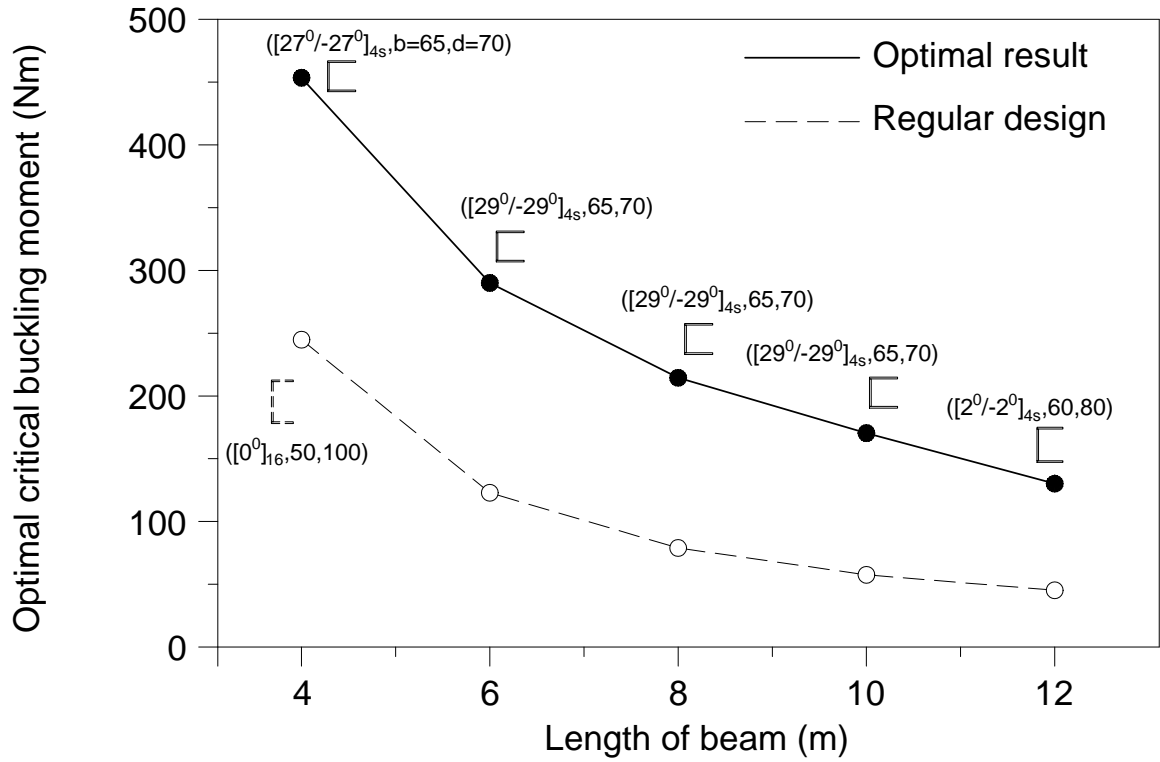 Optimal critical buckling moment (Nm)
500
400
300
200
100
0
([27⁰/-27⁰]₄ₛ,b=65,d=70)
Optimal result
Regular design
([29⁰/-29⁰]₄ₛ,65,70)
([29⁰/-29⁰]₄ₛ,65,70)
([29⁰/-29⁰]₄ₛ,65,70)
([2⁰/-2⁰]₄ₛ,60,80)
([0⁰]₁₆,50,100)
4 6 8 10 12
Length of beam (m)